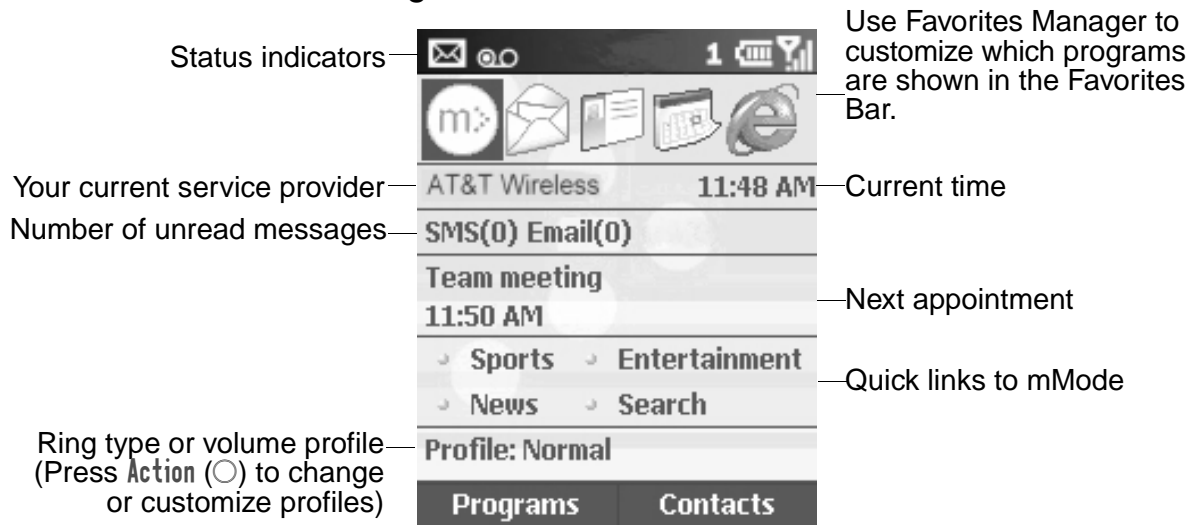 Use Favorites Manager to
customize which programs
are shown in the Favorites
Bar.
Status indicators
1
m>
Your current service provider
AT&T Wireless 11:48 AM
Current time
Number of unread messages
SMS(0) Email(0)
Team meeting
11:50 AM
Next appointment
Sports Entertainment
News Search
Quick links to mMode
Ring type or volume profile
(Press Action (○) to change
or customize profiles)
Profile: Normal
Programs Contacts